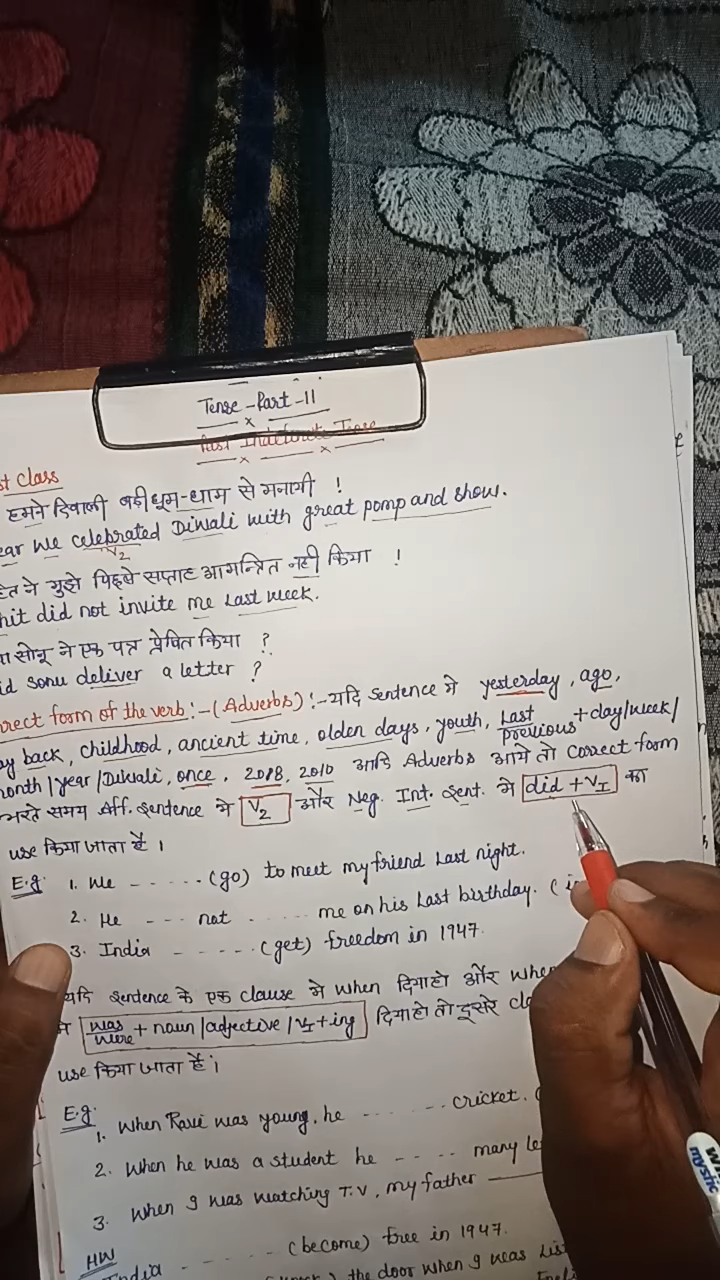 Tense-Part-II
Past Indefinite Tense
st class
हमने दिवाली बड़ी धूम-धाम से मनायी !
ear we celebrated Diwali with great pomp and show.
V2
ने मुझे पिछ्ले सप्ताह आमन्त्रित नही किया !
hit did not invite me Last week.
सोनू ने एक पत्र प्रेषित किया ?
id sonu deliver a letter ?
rrect form of the verb:-(Adverbs):-यदि sentence मे yesterday, ago,
ay back, childhood, ancient time, olden days, youth, Last + day/week/
previous
month/year/Diwali, once, 2018, 2010 आदि Adverbs आये तो correct form
भरते समय Aff. sentence मे V2 और Neg. Int. sent. मे did + VI का
use किया जाता है।
E.g: 1. We ------ (go) to meet my friend Last night.
2. He --- not ----- me on his Last birthday. (
3. India ------ (get) freedom in 1947.
यदि sentence के एक clause मे when दिया हो और when
मे was + noun/adjective/VI+ing दिया हो तो दूसरे
were
use किया जाता है।
E.g:
1. When Ravi was young, he ------ cricket.
2. When he was a student he ---- many
3. When I was watching T.V, my father
HW
India ------ (become) free in 1947.
the door when I was